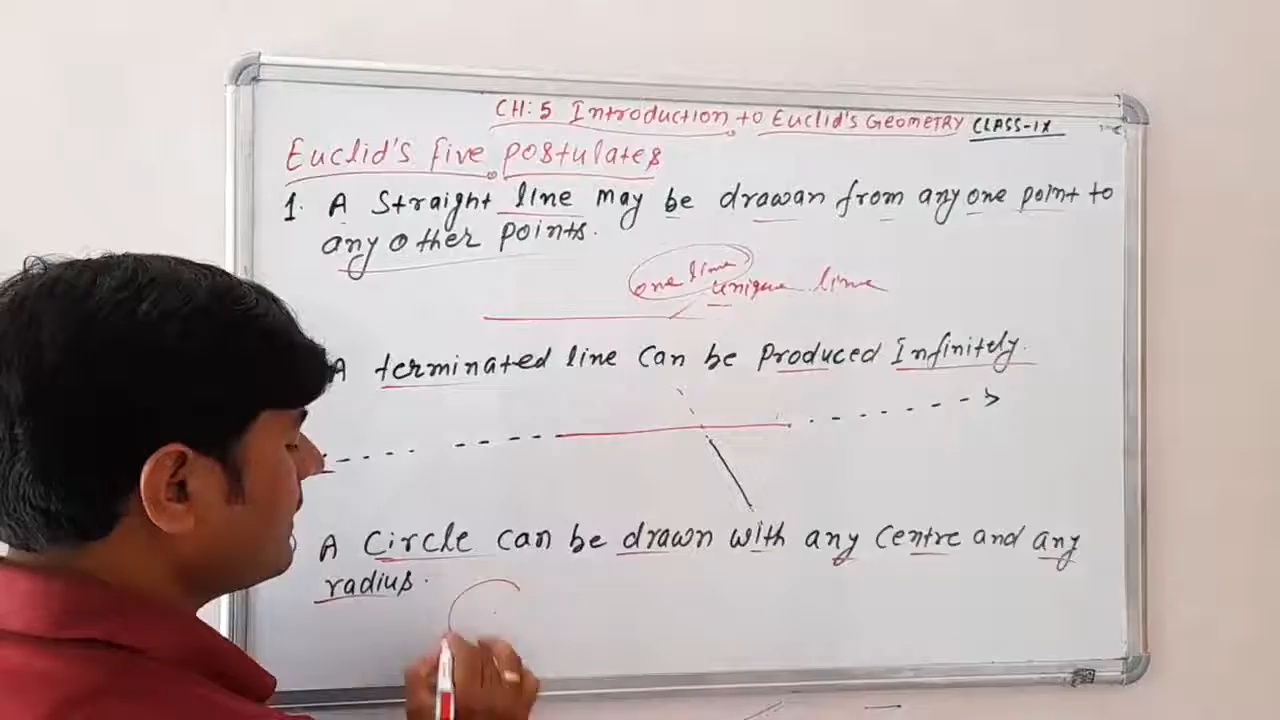 CH: 5 Introduction to Euclid's GEOMETRY CLASS-IX
Euclid's five postulates
1. A Straight line may be drawan from any one point to
any other points.
one line
unique line
A terminated line can be produced Infinitely.
A Circle can be drawn with any centre and any
radius.